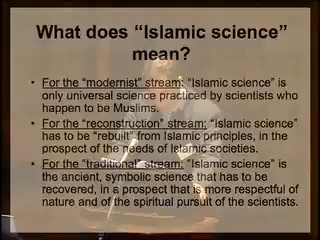 What does “Islamic science”
mean?
• For the “modernist” stream: “Islamic science” is
only universal science practiced by scientists who
happen to be Muslims.
• For the “reconstruction” stream: “Islamic science”
has to be “rebuilt” from Islamic principles, in the
prospect of the needs of Islamic societies.
• For the “traditional” stream: “Islamic science” is
the ancient, symbolic science that has to be
recovered, in a prospect that is more respectful of
nature and of the spiritual pursuit of the scientists.